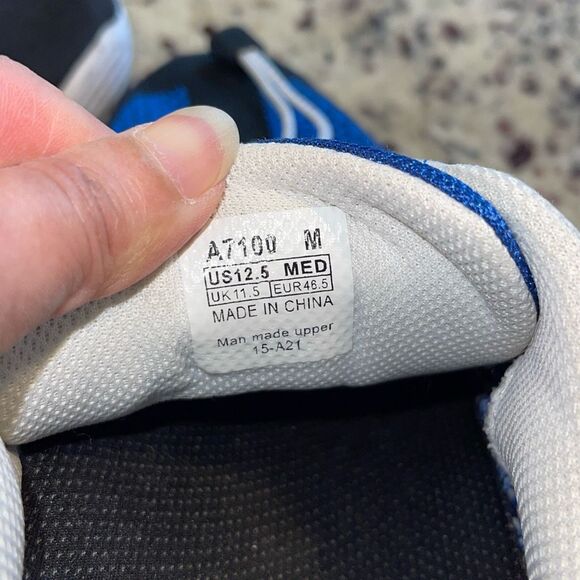 A7100 M
US12.5 MED
UK11.5 EUR46.5
MADE IN CHINA
Man made upper
15-A21